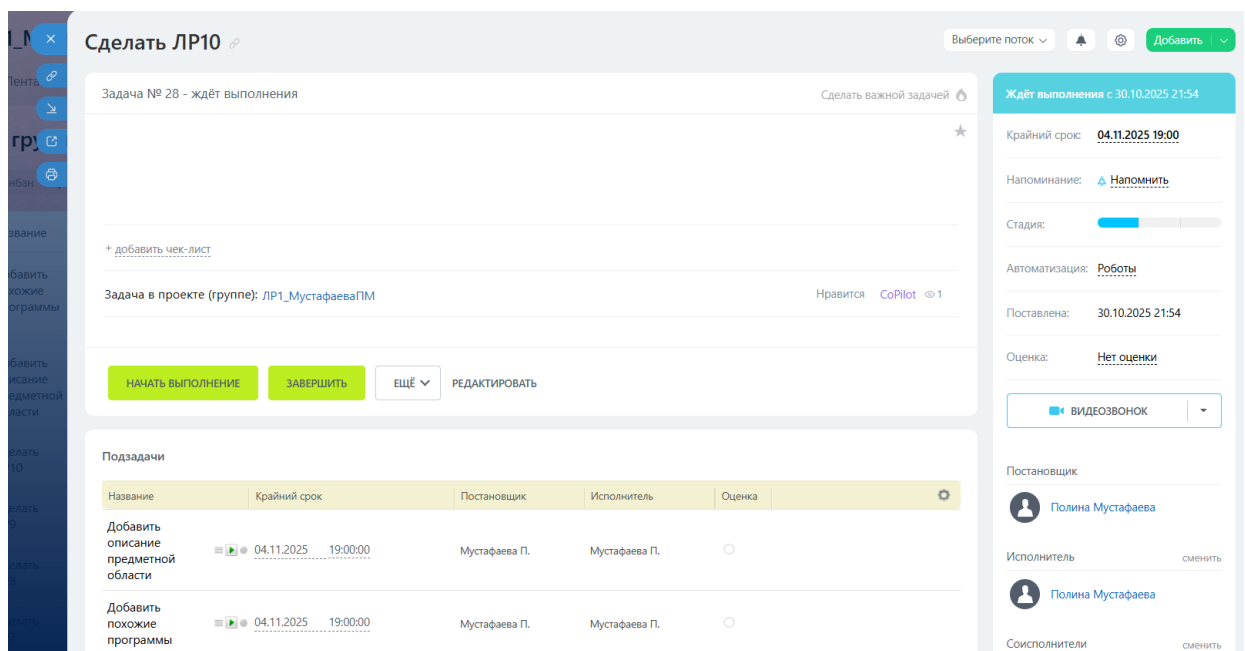 Сделать ЛР10
Выберите поток
Добавить
Задача № 28 - ждёт выполнения
Сделать важной задачей
+ добавить чек-лист
Задача в проекте (группе): ЛР1_МустафаеваПМ
Нравится CoPilot 1
НАЧАТЬ ВЫПОЛНЕНИЕ
ЗАВЕРШИТЬ
ЕЩЁ
РЕДАКТИРОВАТЬ
Подзадачи
Название Крайний срок Постановщик Исполнитель Оценка
Добавить
описание
предметной
области
04.11.2025 19:00:00 Мустафаева П. Мустафаева П.
Добавить
похожие
программы
04.11.2025 19:00:00 Мустафаева П. Мустафаева П.
Ждёт выполнения с 30.10.2025 21:54
Крайний срок: 04.11.2025 19:00
Напоминание: Напомнить
Стадия:
Автоматизация: Роботы
Поставлена: 30.10.2025 21:54
Оценка: Нет оценки
ВИДЕОЗВОНОК
Постановщик
Полина Мустафаева
Исполнитель сменить
Полина Мустафаева
Соисполнители сменить